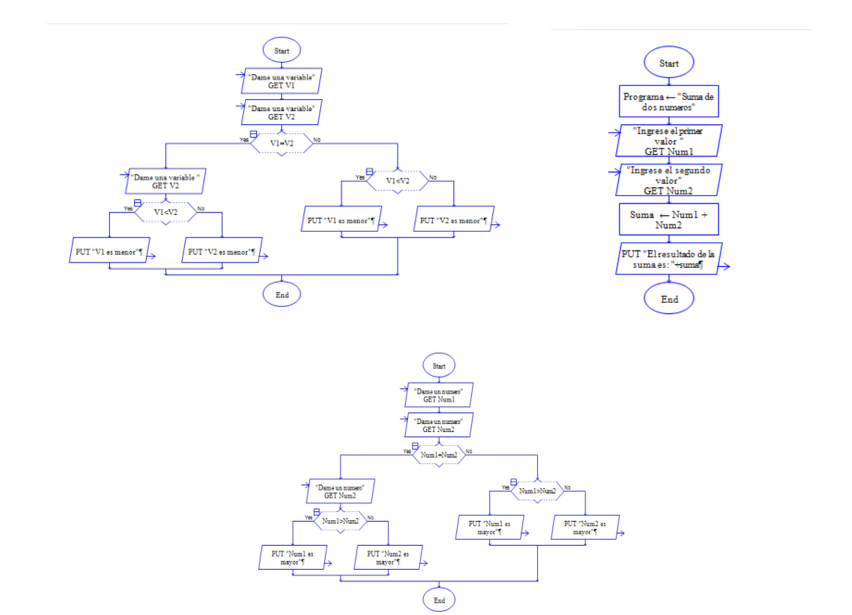 Start
"Dame una variable"
GET V1
"Dame una variable"
GET V2
V1=V2
Yes
No
"Dame una variable "
GET V2
V1<V2
Yes
No
PUT "V1 es menor"¶
PUT "V2 es menor"¶
V1<V2
Yes
No
PUT "V1 es menor"¶
PUT "V2 es menor"¶
End
Start
Programa ← "Suma de
dos numeros"
"Ingrese el primer
valor "
GET Num1
"Ingrese el segundo
valor"
GET Num2
Suma ← Num1 +
Num2
PUT "El resultado de la
suma es: "+suma¶
End
Start
"Dame un numero"
GET Num1
"Dame un numero"
GET Num2
Num1=Num2
Yes
No
"Dame un numero"
GET Num2
Num1>Num2
Yes
No
PUT "Num1 es
mayor"¶
PUT "Num2 es
mayor"¶
Num1>Num2
Yes
No
PUT "Num1 es
mayor"¶
PUT "Num2 es
mayor"¶
End